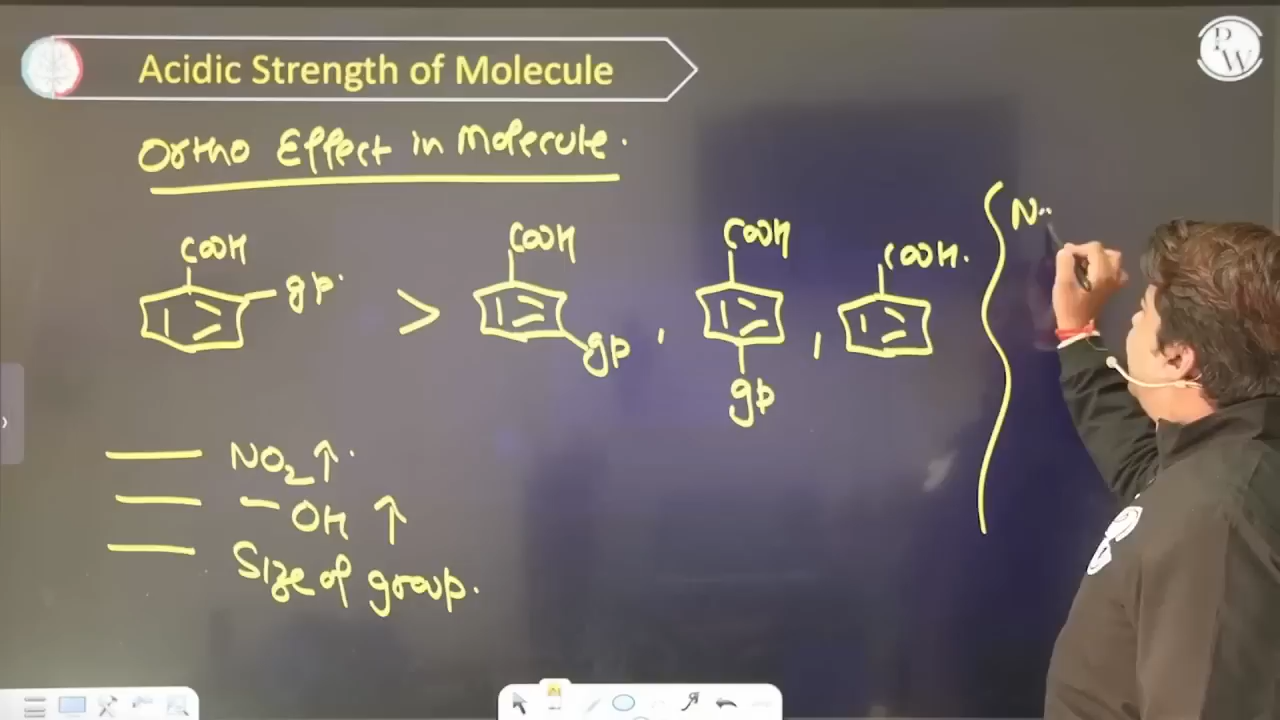 Acidic Strength of Molecule
PW
Ortho Effect in Molecule.
COOH COOH COOH COOH.
gp. > gp , gp ,
N
NO2 ↑.
– OH ↑
Size of group.